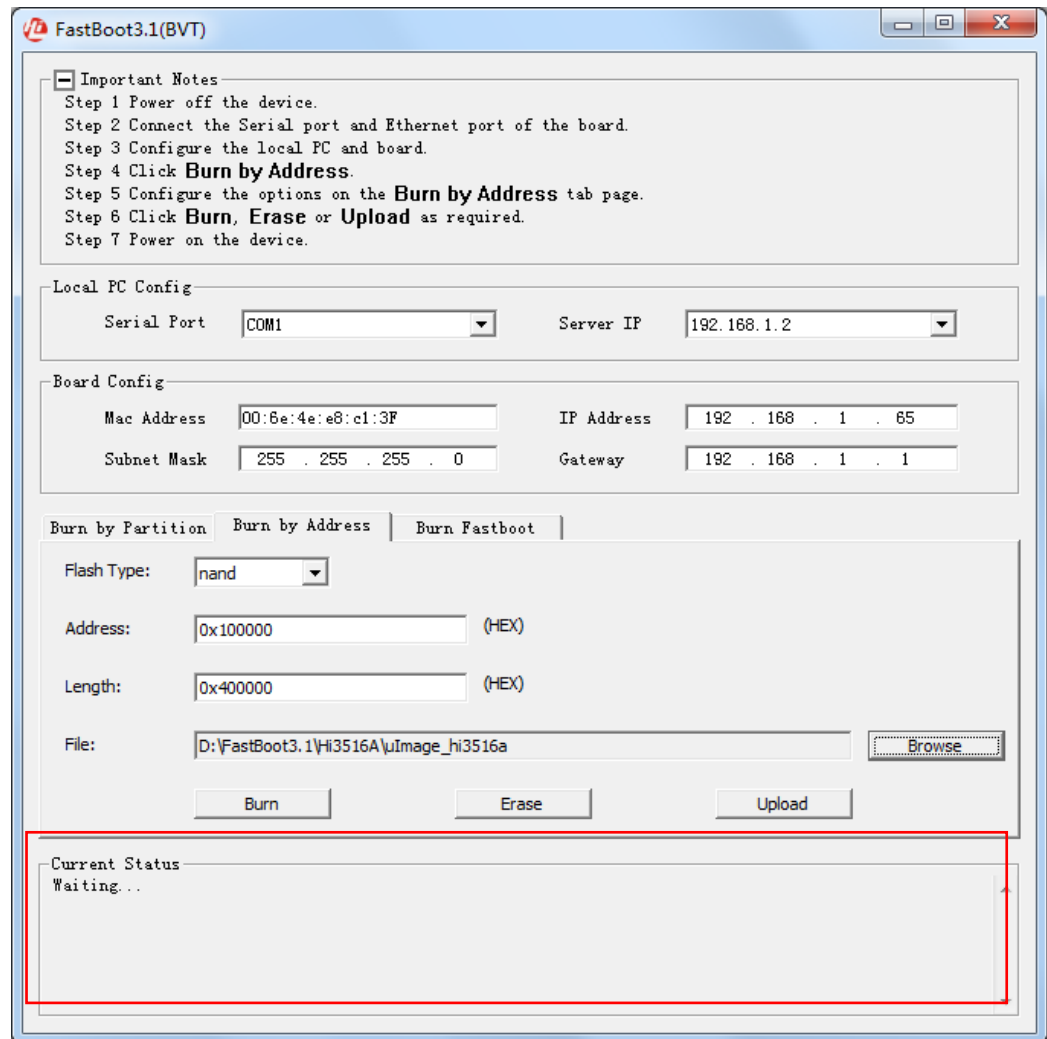 FastBoot3.1(BVT)
Important Notes
Step 1 Power off the device.
Step 2 Connect the Serial port and Ethernet port of the board.
Step 3 Configure the local PC and board.
Step 4 Click Burn by Address.
Step 5 Configure the options on the Burn by Address tab page.
Step 6 Click Burn, Erase or Upload as required.
Step 7 Power on the device.
Local PC Config
Serial Port COM1 Server IP 192.168.1.2
Board Config
Mac Address 00:6e:4e:e8:c1:3F IP Address 192 . 168 . 1 . 65
Subnet Mask 255 . 255 . 255 . 0 Gateway 192 . 168 . 1 . 1
Burn by Partition Burn by Address Burn Fastboot
Flash Type: nand
Address: 0x100000 (HEX)
Length: 0x400000 (HEX)
File: D:\FastBoot3.1\Hi3516A\uImage_hi3516a Browse
Burn Erase Upload
Current Status
Waiting...